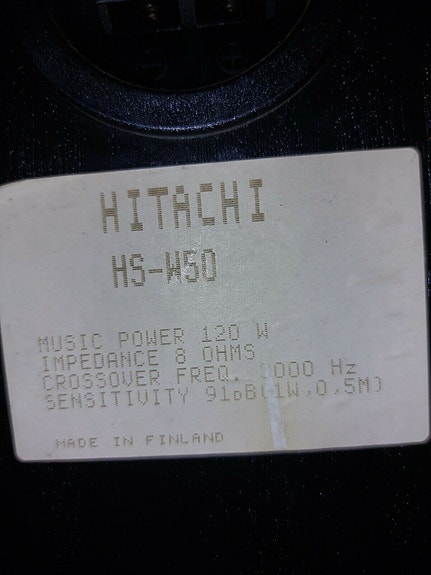 HITACHI
HS-W50
MUSIC POWER 120 W
IMPEDANCE 8 OHMS
CROSSOVER FREQ. Hz
SENSITIVITY 91DB(1W.0.5M)
MADE IN FINLAND